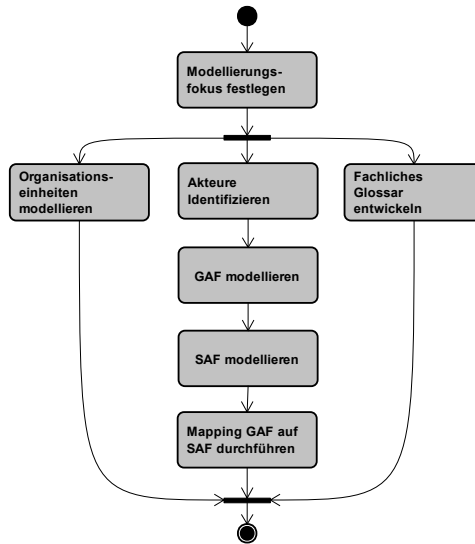 Modellierungs-
fokus festlegen
Organisations-
einheiten
modellieren
Akteure
Identifizieren
Fachliches
Glossar
entwickeln
GAF modellieren
SAF modellieren
Mapping GAF auf
SAF durchführen